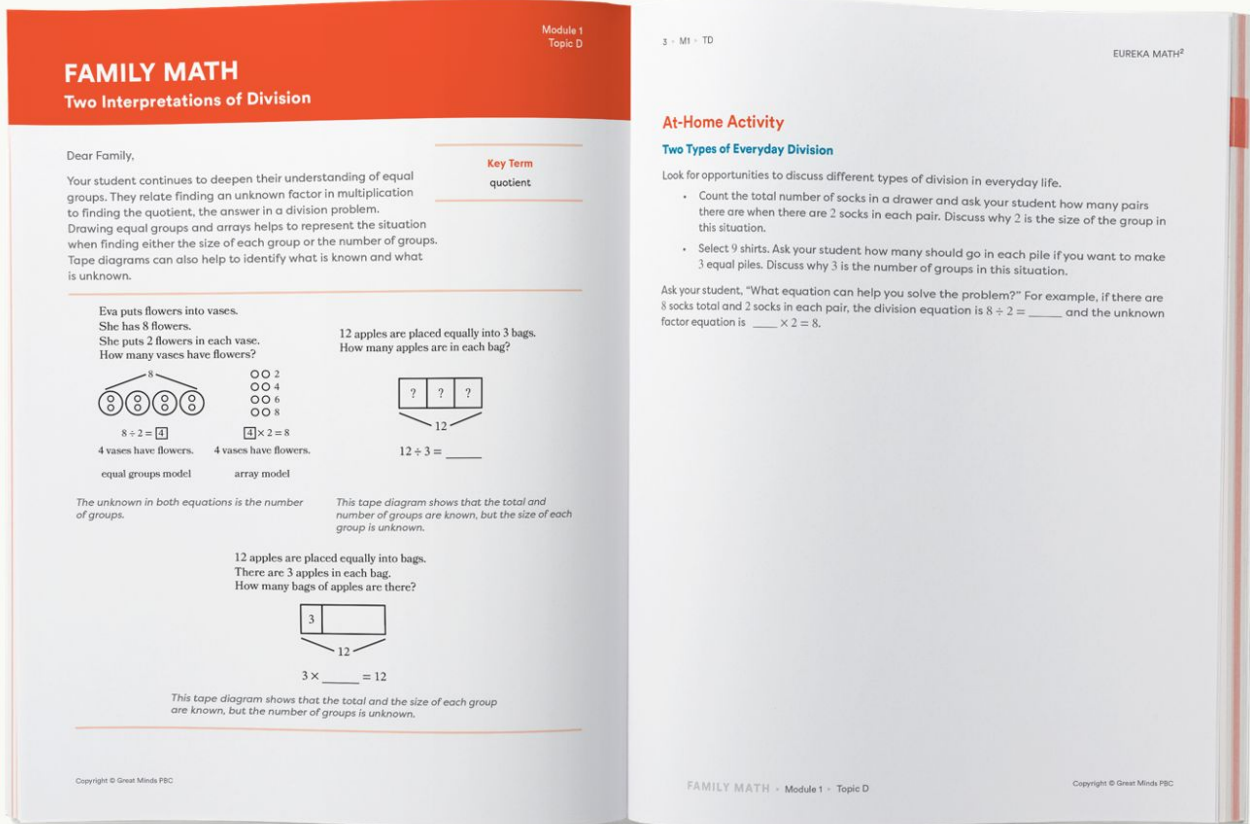 Module 1
Topic D
FAMILY MATH
Two Interpretations of Division
Dear Family,
Your student continues to deepen their understanding of equal
groups. They relate finding an unknown factor in multiplication
to finding the quotient, the answer in a division problem.
Drawing equal groups and arrays helps to represent the situation
when finding either the size of each group or the number of groups.
Tape diagrams can also help to identify what is known and what
is unknown.
Key Term
quotient
Eva puts flowers into vases.
She has 8 flowers.
She puts 2 flowers in each vase.
How many vases have flowers?
8
8 ÷ 2 = 4
4 vases have flowers.
equal groups model
2
4
6
8
4 × 2 = 8
4 vases have flowers.
array model
The unknown in both equations is the number
of groups.
12 apples are placed equally into 3 bags.
How many apples are in each bag?
? ? ?
12
12 ÷ 3 = ____
This tape diagram shows that the total and
number of groups are known, but the size of each
group is unknown.
12 apples are placed equally into bags.
There are 3 apples in each bag.
How many bags of apples are there?
3
12
3 × ____ = 12
This tape diagram shows that the total and the size of each group
are known, but the number of groups is unknown.
Copyright © Great Minds PBC
3 ▸ M1 ▸ TD
EUREKA MATH²
At-Home Activity
Two Types of Everyday Division
Look for opportunities to discuss different types of division in everyday life.
• Count the total number of socks in a drawer and ask your student how many pairs
there are when there are 2 socks in each pair. Discuss why 2 is the size of the group in
this situation.
• Select 9 shirts. Ask your student how many should go in each pile if you want to make
3 equal piles. Discuss why 3 is the number of groups in this situation.
Ask your student, “What equation can help you solve the problem?” For example, if there are
8 socks total and 2 socks in each pair, the division equation is 8 ÷ 2 = ____ and the unknown
factor equation is ____ × 2 = 8.
FAMILY MATH ▸ Module 1 ▸ Topic D
Copyright © Great Minds PBC